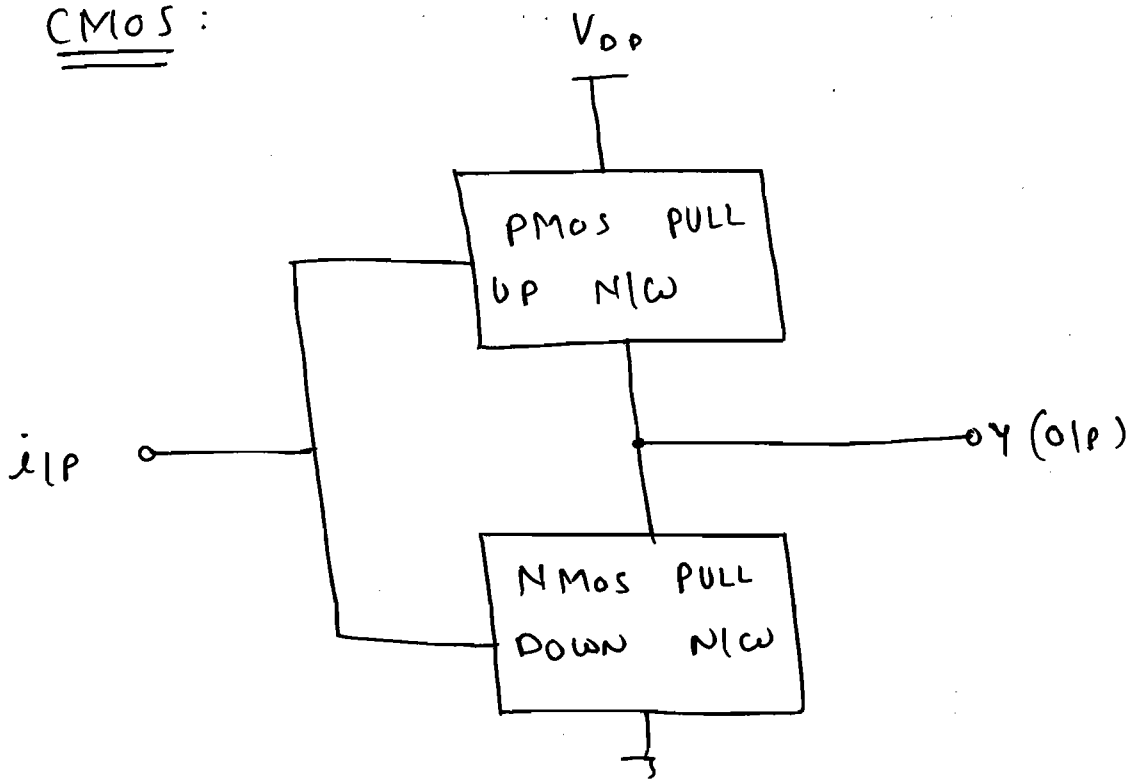 CMOS :
VDD
PMOS PULL
UP N/W
i/p
Y (O/P)
NMOS PULL
DOWN N/W